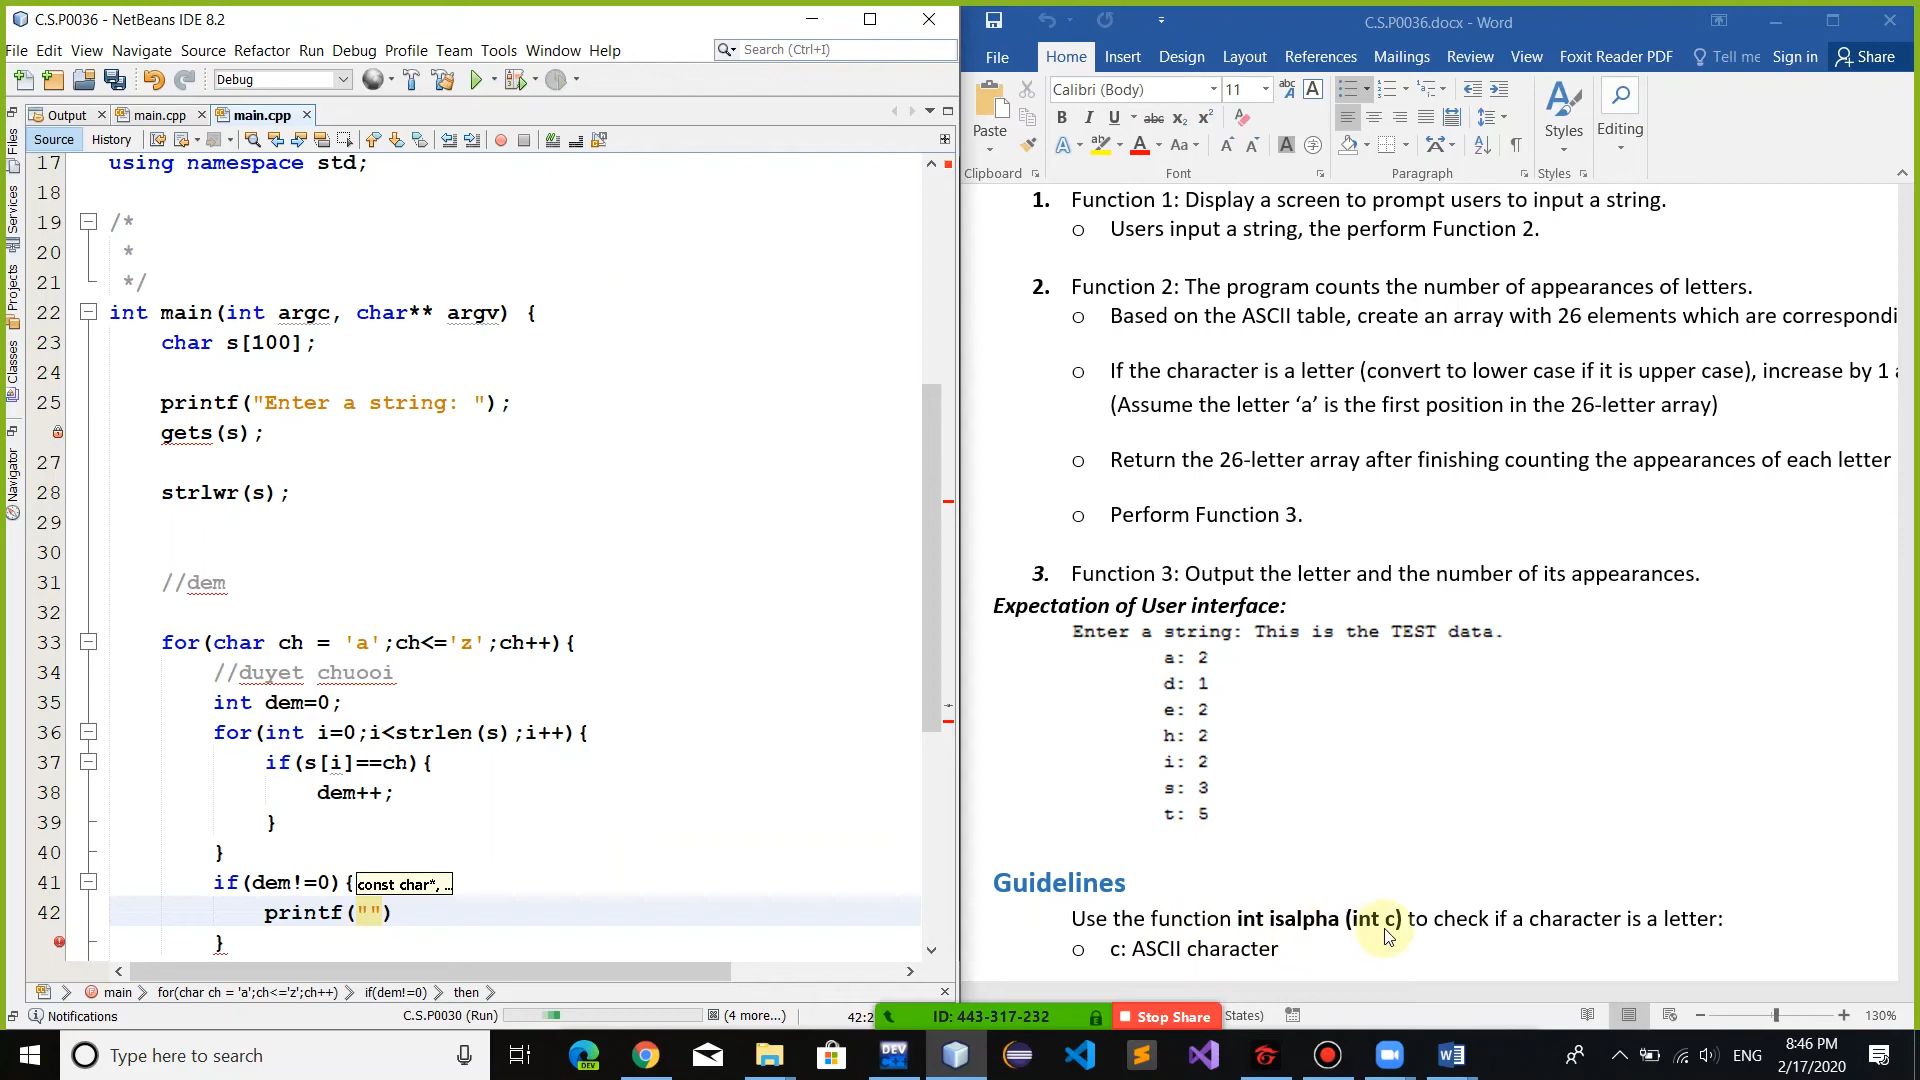 C.S.P0036 - NetBeans IDE 8.2
File Edit View Navigate Source Refactor Run Debug Profile Team Tools Window Help
Search (Ctrl+I)
Debug
Output
main.cpp
main.cpp
Source History
Files
Services
Projects
Classes
Navigator
17 using namespace std;
18
19 /*
20 *
21 */
22 int main(int argc, char** argv) {
23 char s[100];
24
25 printf("Enter a string: ");
gets(s);
27
28 strlwr(s);
29
30
31 //dem
32
33 for(char ch = 'a';ch<='z';ch++){
34 //duyet chuooi
35 int dem=0;
36 for(int i=0;i<strlen(s);i++){
37 if(s[i]==ch){
38 dem++;
39 }
40 }
41 if(dem!=0){
const char*, ...
42 printf("")
}
main
for(char ch = 'a';ch<='z';ch++)
if(dem!=0)
then
Notifications
C.S.P0030 (Run)
(4 more...)
42:2
ID: 443-317-232
Stop Share
States)
C.S.P0036.docx - Word
File Home Insert Design Layout References Mailings Review View Foxit Reader PDF Tell me Sign in Share
Paste
Calibri (Body) 11
Styles
Editing
Clipboard
Font
Paragraph
Styles
1. Function 1: Display a screen to prompt users to input a string.
o Users input a string, the perform Function 2.
2. Function 2: The program counts the number of appearances of letters.
o Based on the ASCII table, create an array with 26 elements which are correspondi
o If the character is a letter (convert to lower case if it is upper case), increase by 1 a
(Assume the letter ‘a’ is the first position in the 26-letter array)
o Return the 26-letter array after finishing counting the appearances of each letter
o Perform Function 3.
3. Function 3: Output the letter and the number of its appearances.
Expectation of User interface:
Enter a string: This is the TEST data.
a: 2
d: 1
e: 2
h: 2
i: 2
s: 3
t: 5
Guidelines
Use the function int isalpha (int c) to check if a character is a letter:
o c: ASCII character
130%
Type here to search
DEV
DEV
ENG
8:46 PM
2/17/2020